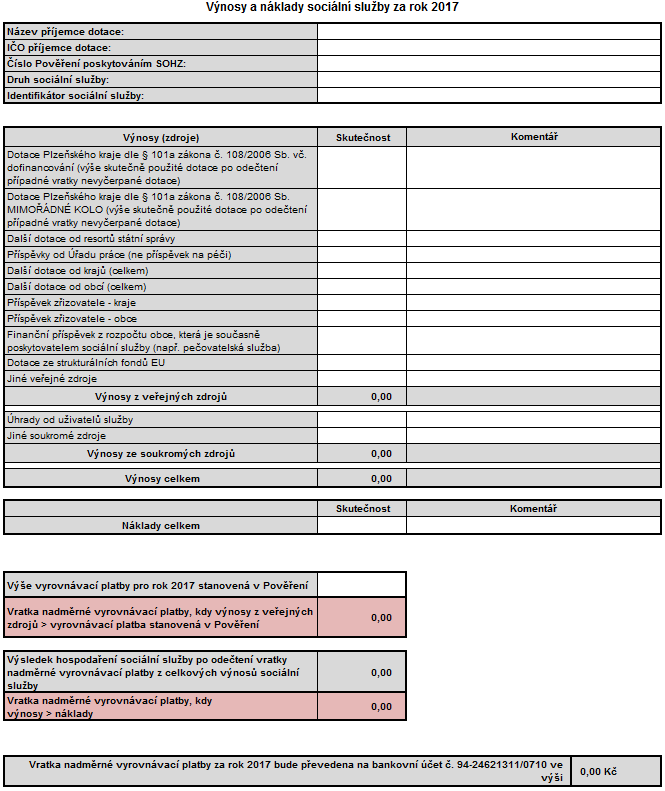 Výnosy a náklady sociální služby za rok 2017
Název příjemce dotace:
IČO příjemce dotace:
Číslo Pověření poskytováním SOHZ:
Druh sociální služby:
Identifikátor sociální služby:
Výnosy (zdroje) Skutečnost Komentář
Dotace Plzeňského kraje dle § 101a zákona č. 108/2006 Sb. vč.
dofinancování (výše skutečně použité dotace po odečtení
případné vratky nevyčerpané dotace)
Dotace Plzeňského kraje dle § 101a zákona č. 108/2006 Sb.
MIMOŘÁDNÉ KOLO (výše skutečně použité dotace po odečtení
případné vratky nevyčerpané dotace)
Další dotace od resortů státní správy
Příspěvky od Úřadu práce (ne příspěvek na péči)
Další dotace od krajů (celkem)
Další dotace od obcí (celkem)
Příspěvek zřizovatele - kraje
Příspěvek zřizovatele - obce
Finanční příspěvek z rozpočtu obce, která je současně
poskytovatelem sociální služby (např. pečovatelská služba)
Dotace ze strukturálních fondů EU
Jiné veřejné zdroje
Výnosy z veřejných zdrojů 0,00
Úhrady od uživatelů služby
Jiné soukromé zdroje
Výnosy ze soukromých zdrojů 0,00
Výnosy celkem 0,00
Skutečnost Komentář
Náklady celkem
Výše vyrovnávací platby pro rok 2017 stanovená v Pověření
Vratka nadměrné vyrovnávací platby, kdy výnosy z veřejných
zdrojů > vyrovnávací platba stanovená v Pověření 0,00
Výsledek hospodaření sociální služby po odečtení vratky
nadměrné vyrovnávací platby z celkových výnosů sociální
služby 0,00
Vratka nadměrné vyrovnávací platby, kdy
výnosy > náklady 0,00
Vratka nadměrné vyrovnávací platby za rok 2017 bude převedena na bankovní účet č. 94-24621311/0710 ve
výši 0,00 Kč